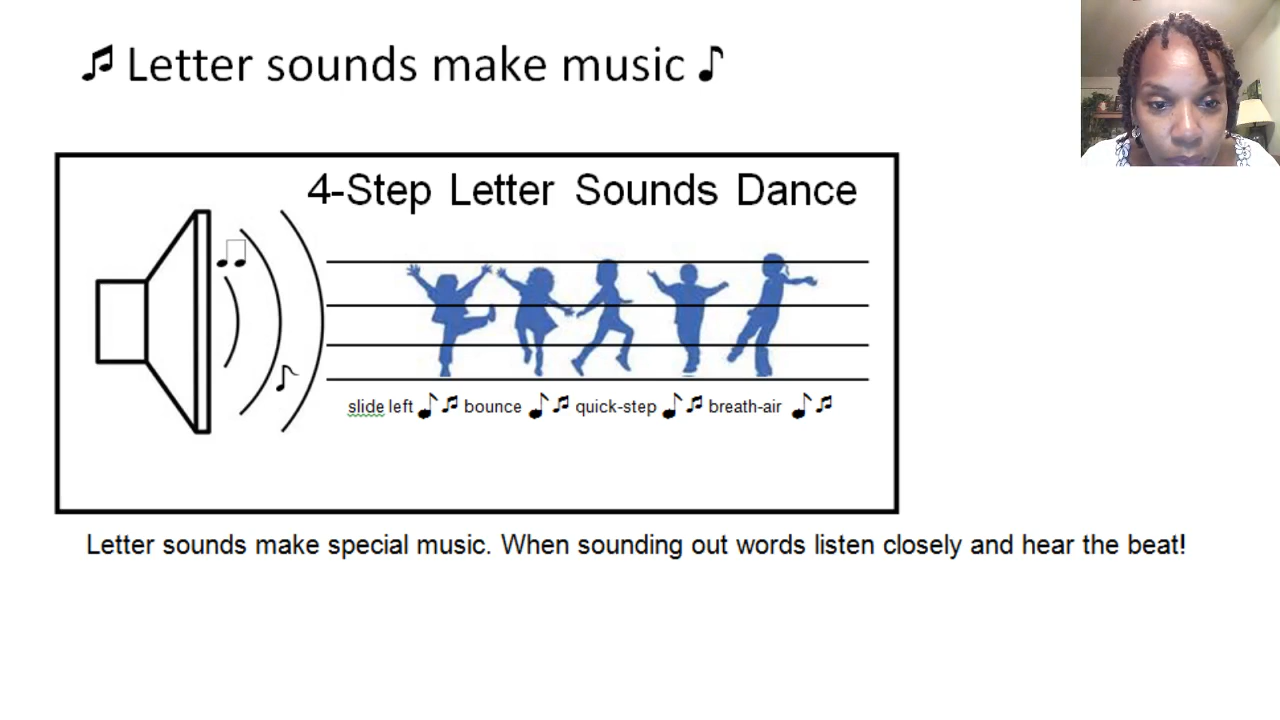 ♫ Letter sounds make music ♪
4-Step Letter Sounds Dance
slide left ♪♫ bounce ♪♫ quick-step ♪♫ breath-air ♪♫
Letter sounds make special music. When sounding out words listen closely and hear the beat!